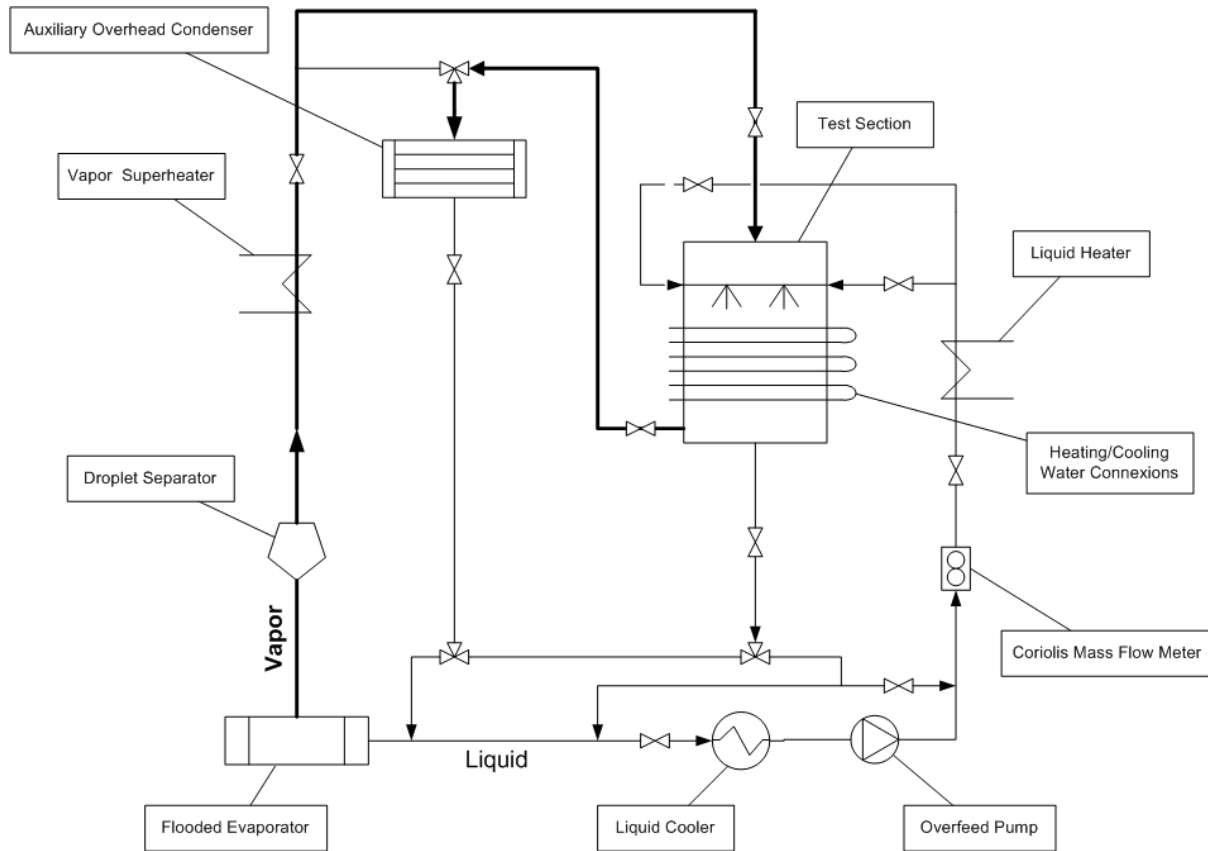 Auxiliary Overhead Condenser
Test Section
Vapor Superheater
Liquid Heater
Droplet Separator
Heating/Cooling
Water Connexions
Vapor
Coriolis Mass Flow Meter
Liquid
Flooded Evaporator
Liquid Cooler
Overfeed Pump